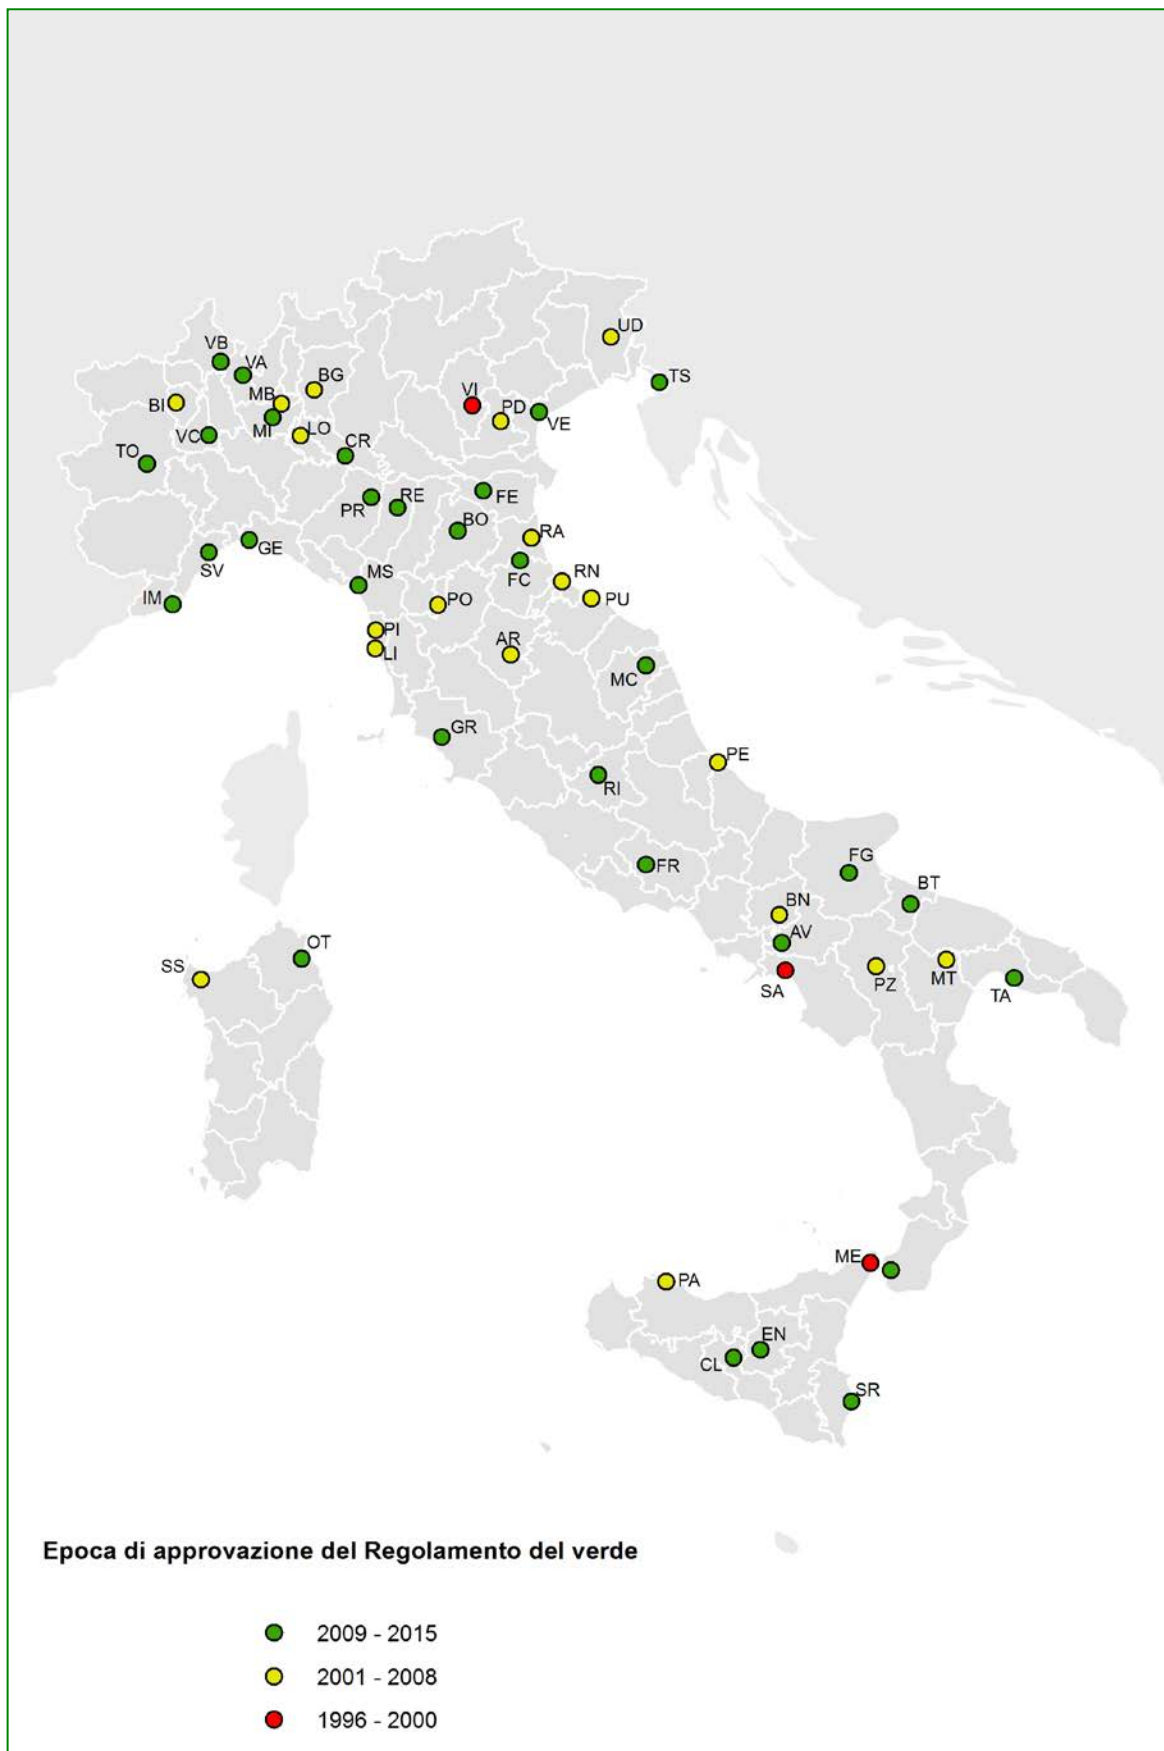 UD
VB
VA
TS
BG
MB
VI
BI
PD
VE
MI
LO
VC
CR
TO
FE
RE
PR
BO
RA
GE
SV
MS
FC
RN
IM
PO
PU
PI
AR
LI
MC
GR
PE
RI
FG
FR
BT
BN
AV
OT
SS
MT
PZ
SA
TA
ME
PA
EN
CL
SR
Epoca di approvazione del Regolamento del verde
2009 - 2015
2001 - 2008
1996 - 2000